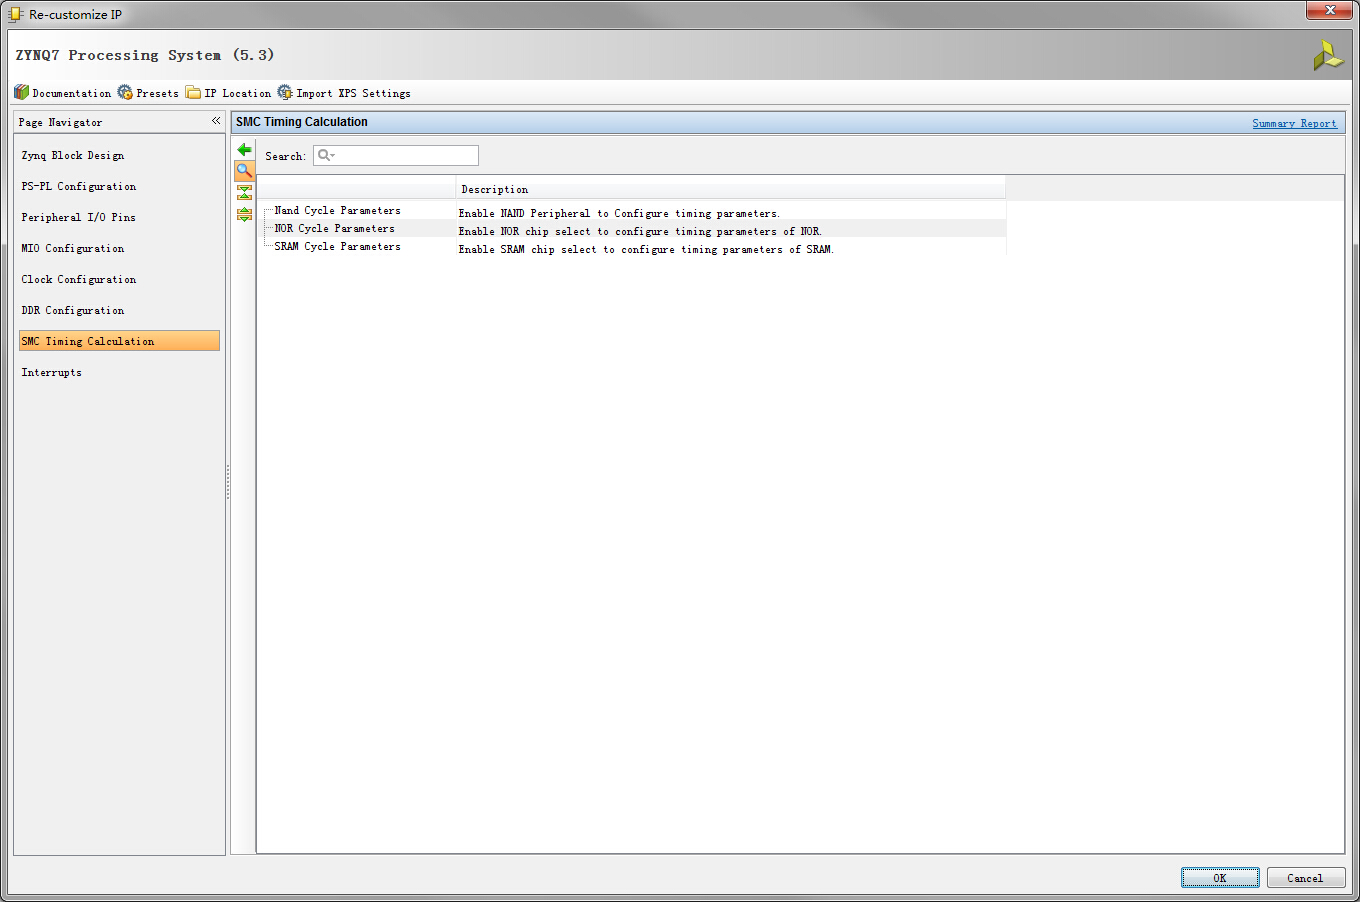 Re-customize IP
ZYNQ7 Processing System (5.3)
Documentation Presets IP Location Import XPS Settings
Page Navigator «
Zynq Block Design
PS-PL Configuration
Peripheral I/O Pins
MIO Configuration
Clock Configuration
DDR Configuration
SMC Timing Calculation
Interrupts
SMC Timing Calculation Summary Report
Search:
Description
Nand Cycle Parameters Enable NAND Peripheral to Configure timing parameters.
NOR Cycle Parameters Enable NOR chip select to configure timing parameters of NOR.
SRAM Cycle Parameters Enable SRAM chip select to configure timing parameters of SRAM.
OK Cancel